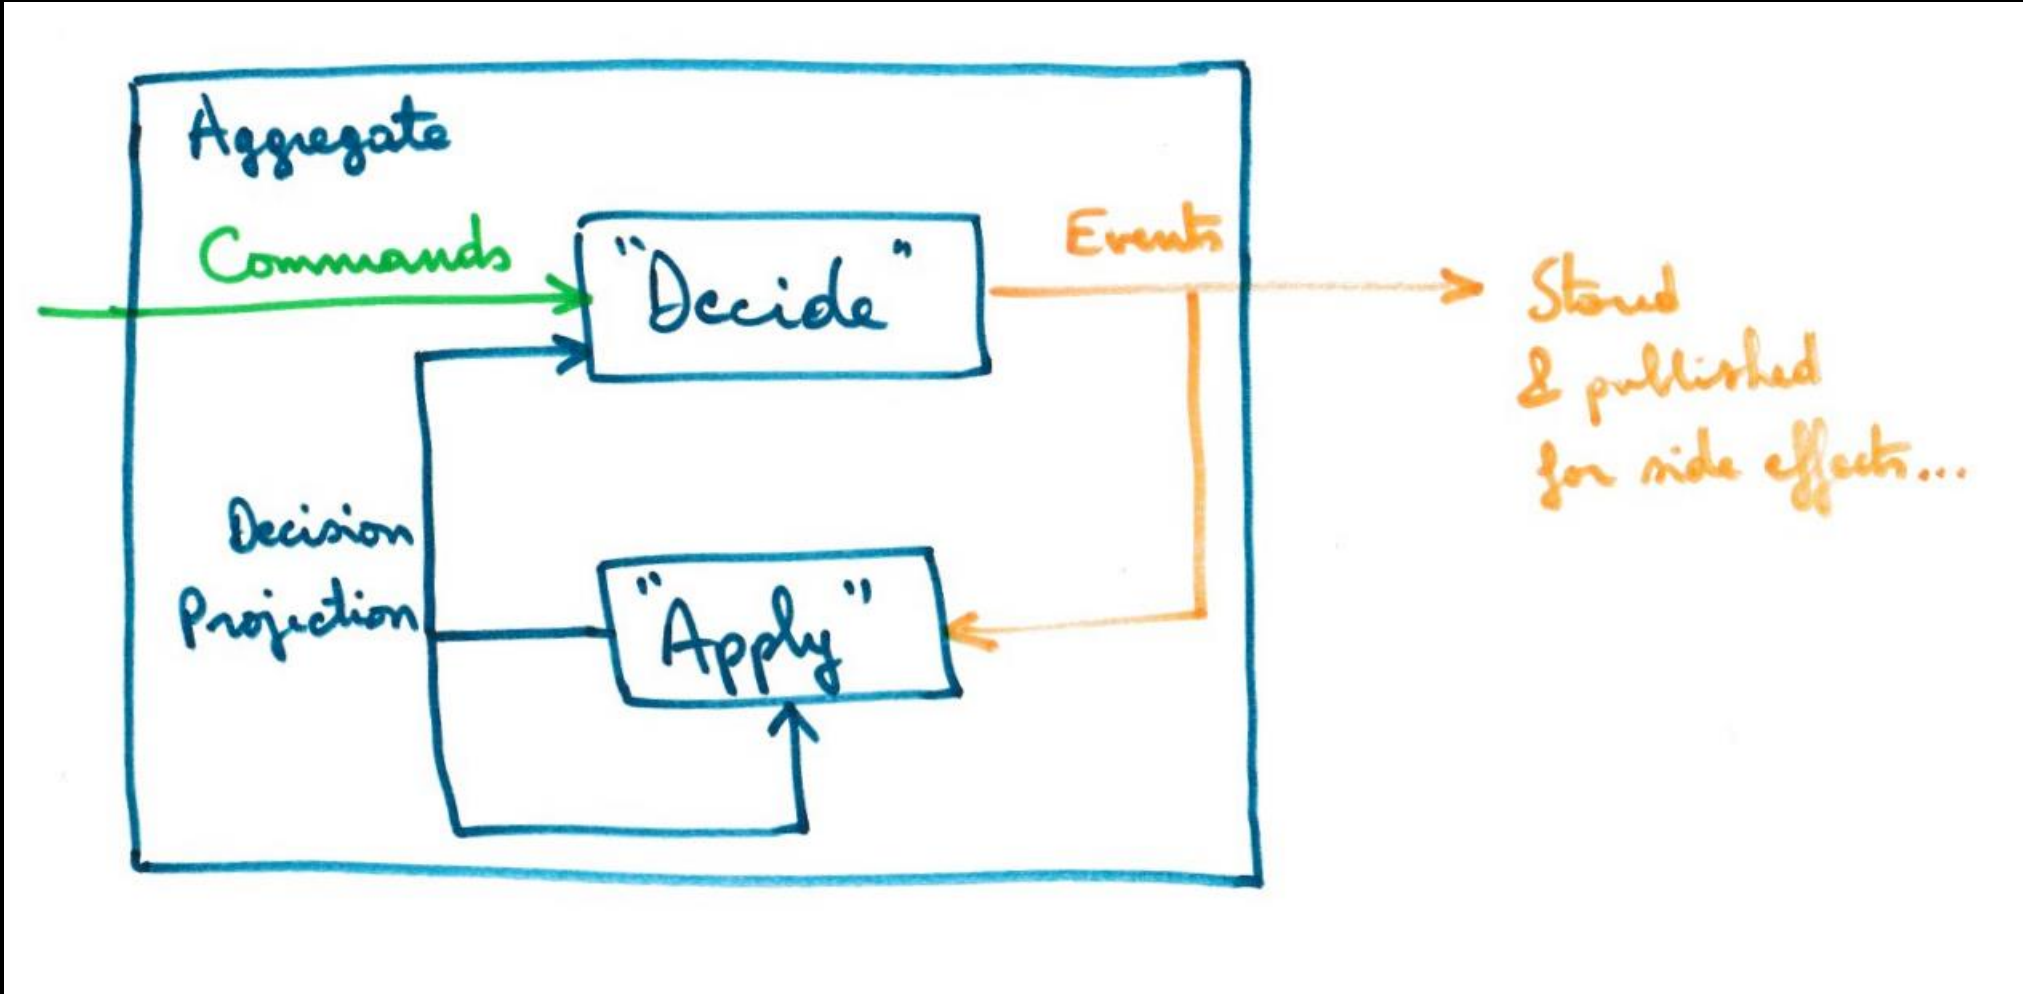 Aggregate
Commands
"Decide"
Events
Stored
& published
for side effects...
Decision
Projection
"Apply"